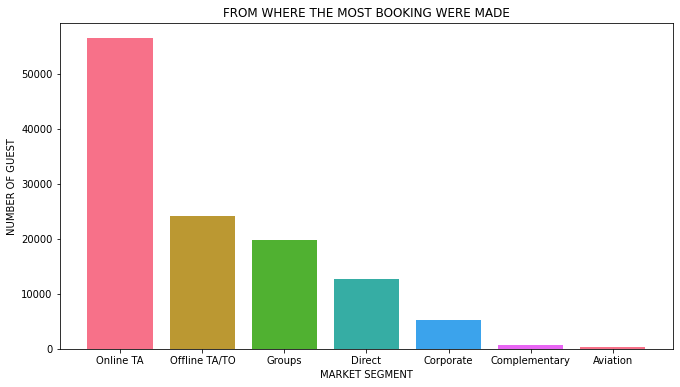 FROM WHERE THE MOST BOOKING WERE MADE
NUMBER OF GUEST
50000
40000
30000
20000
10000
0
Online TA Offline TA/TO Groups Direct Corporate Complementary Aviation
MARKET SEGMENT